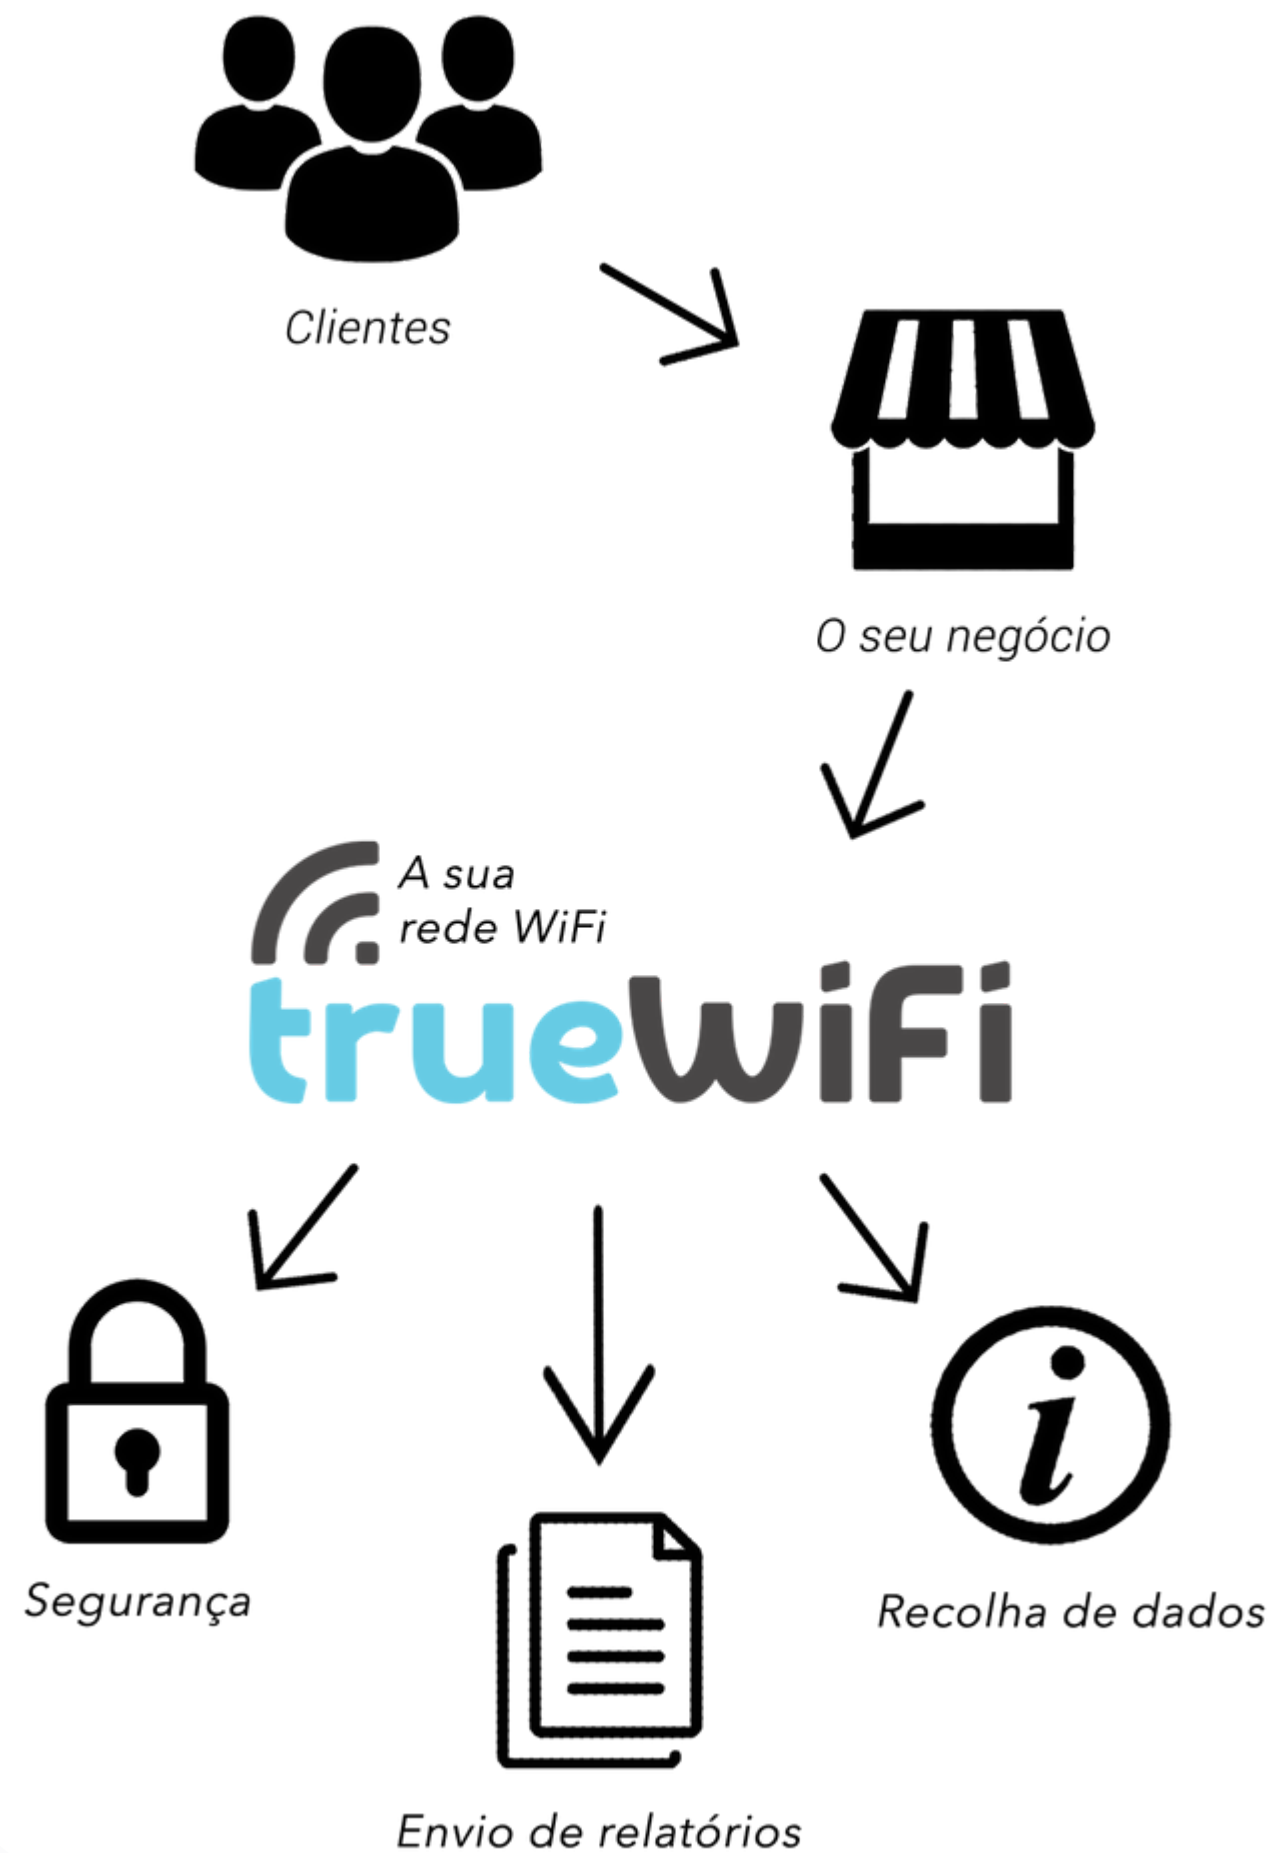 Clientes
O seu negócio
A sua
rede WiFi
trueWiFi
Segurança
Recolha de dados
Envio de relatórios